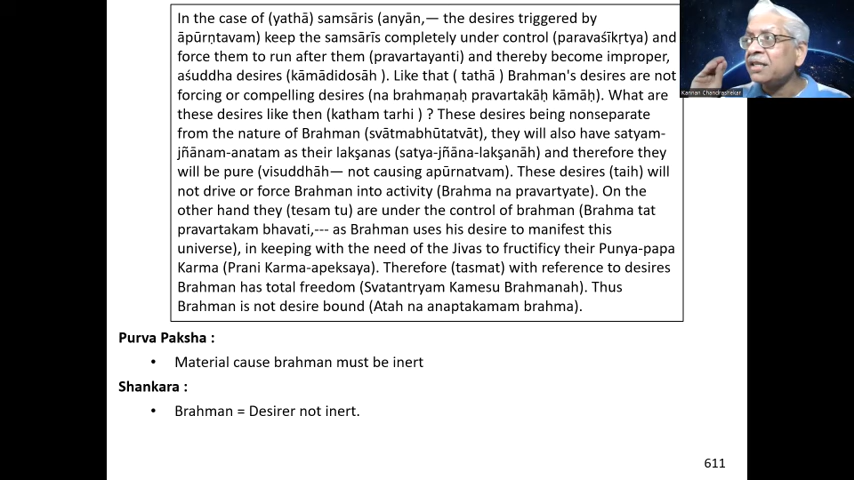 In the case of (yathā) samsāris (anyān,— the desires triggered by
āpūrṇtavam) keep the samsārīs completely under control (paravaśīkṛtya) and
force them to run after them (pravartayanti) and thereby become improper,
aśuddha desires (kāmādidosāh ). Like that ( tathā ) Brahman's desires are not
forcing or compelling desires (na brahmaṇaḥ pravartakāḥ kāmāḥ). What are
these desires like then (katham tarhi ) ? These desires being nonseparate
from the nature of Brahman (svātmabhūtatvāt), they will also have satyam-
jñānam-anatam as their lakṣanas (satya-jñāna-lakṣanāh) and therefore they
will be pure (visuddhāh— not causing apūrnatvam). These desires (taih) will
not drive or force Brahman into activity (Brahma na pravartyate). On the
other hand they (tesam tu) are under the control of brahman (Brahma tat
pravartakam bhavati,--- as Brahman uses his desire to manifest this
universe), in keeping with the need of the Jivas to fructificy their Punya-papa
Karma (Prani Karma-apeksaya). Therefore (tasmat) with reference to desires
Brahman has total freedom (Svatantryam Kamesu Brahmanah). Thus
Brahman is not desire bound (Atah na anaptakamam brahma).
Kannan Chandrashekar
Purva Paksha :
• Material cause brahman must be inert
Shankara :
• Brahman = Desirer not inert.
611